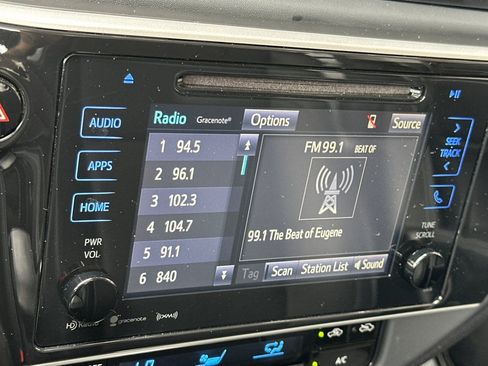 AUDIO
APPS
HOME
PWR
VOL
Radio Gracenote®
Options
Source
FM 99.1 BEAT OF
1 94.5
2 96.1
3 102.3
4 104.7
5 91.1
6 840
99.1 The Beat of Eugene
Tag
Scan
Station List
Sound
SEEK
TRACK
TUNE
SCROLL
HD Radio
gracenote
A/C